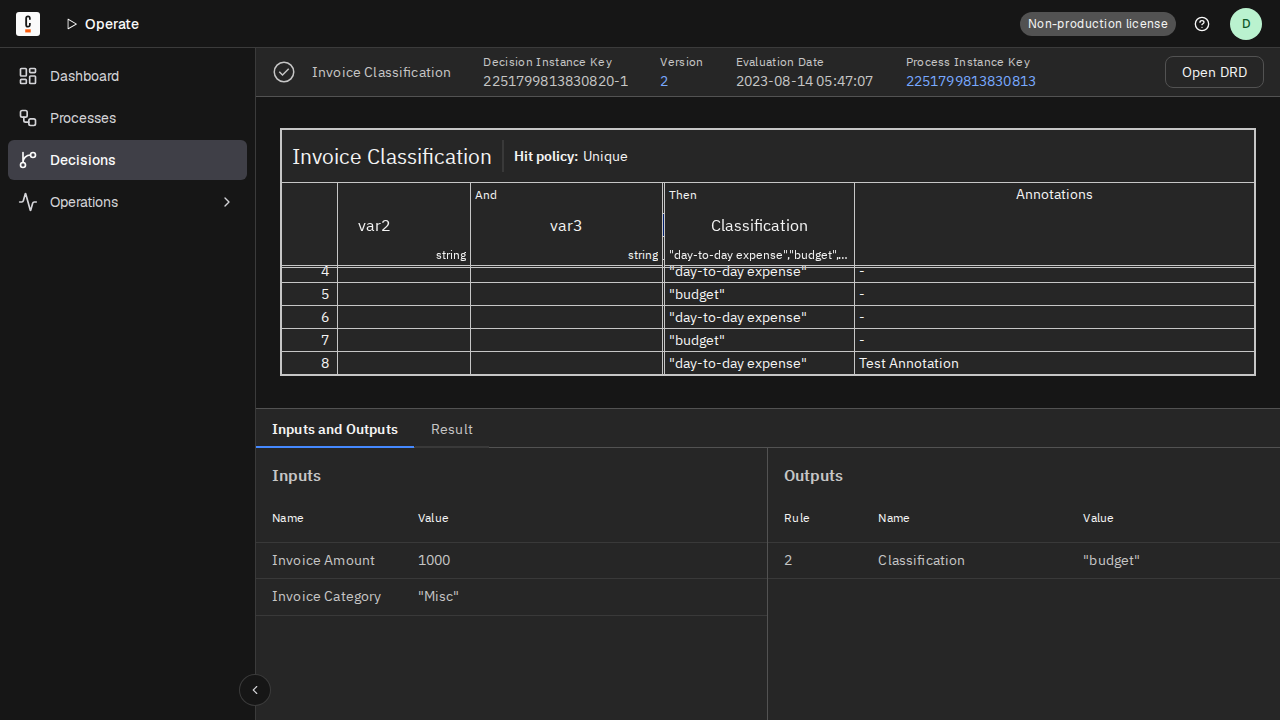 C
Operate
Non-production license
D
Dashboard
Processes
Decisions
Operations
Invoice Classification
Decision Instance Key
2251799813830820-1
Version
2
Evaluation Date
2023-08-14 05:47:07
Process Instance Key
2251799813830813
Open DRD
Invoice Classification
Hit policy: Unique
And
Then
Annotations
var2
var3
Classification
string
string
"day-to-day expense","budget",...
4 "day-to-day expense" -
5 "budget" -
6 "day-to-day expense" -
7 "budget" -
8 "day-to-day expense" Test Annotation
Inputs and Outputs
Result
Inputs
Name Value
Invoice Amount 1000
Invoice Category "Misc"
Outputs
Rule Name Value
2 Classification "budget"